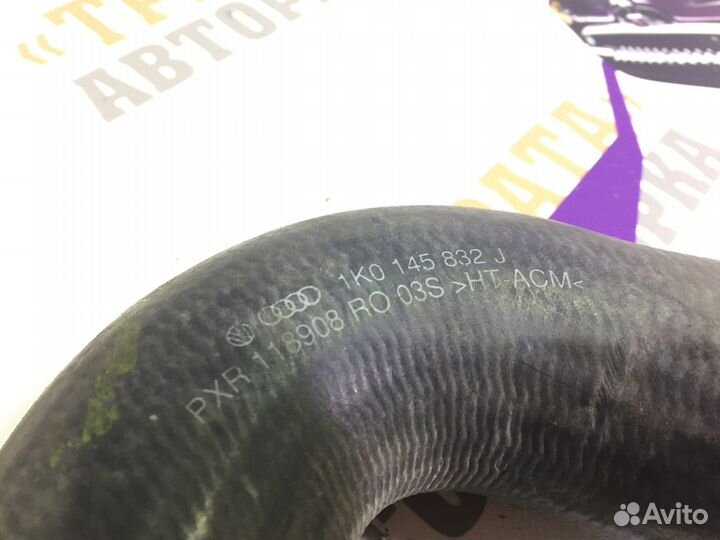 «ТР
АВТОР
РАТА»
РКА
1K0 145 832 J
PXR 118908 RO 03S >HT-ACM<
Avito